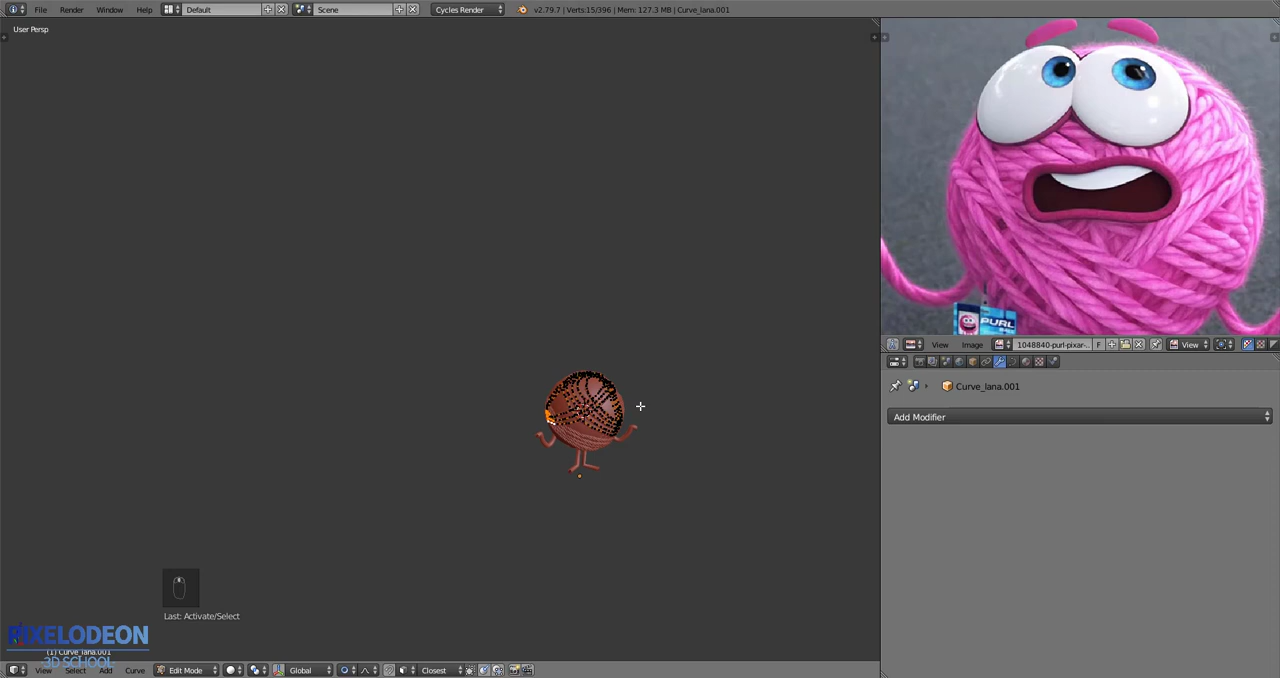 File Render Window Help Default Scene Cycles Render v2.79.7 | Verts:15/396 | Mem: 127.3 MB | Curve_lana.001
User Persp
PURL
View Image 1048840-purl-pixar-.. F View
Curve_lana.001
Add Modifier
Last: Activate/Select
PIXELODEON
(1) Curve_lana.001
3D SCHOOL
View Select Add Curve Edit Mode Global Closest